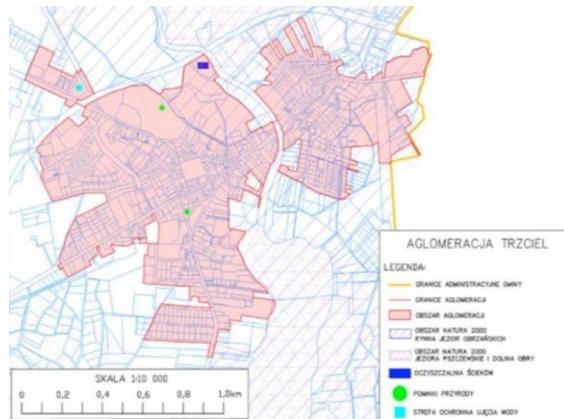 AGLOMERACJA TRZCIEL
LEGENDA:
GRANICE ADMINISTRACYJNE GMINY
GRANICE AGLOMERACJI
OBSZAR AGLOMERACJI
OBSZAR NATURA 2000
RYNNA JEZIOR OBRZAŃSKICH
OBSZAR NATURA 2000
JEZIORA PSZCZEWSKIE I DOLINA OBRY
OCZYSZCZALNIA ŚCIEKÓW
POMNIKI PRZYRODY
STREFA OCHRONNA UJĘCIA WODY
SKALA 1:10 000
0 0,2 0,4 0,6 0,8 1,0km